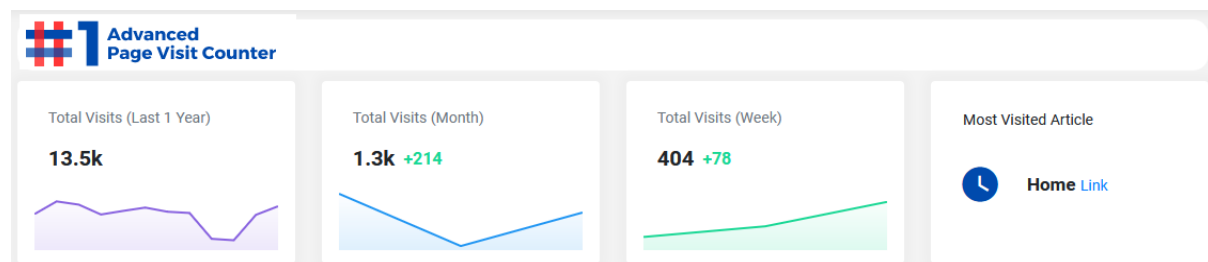 #1 Advanced
Page Visit Counter
Total Visits (Last 1 Year)
13.5k
Total Visits (Month)
1.3k +214
Total Visits (Week)
404 +78
Most Visited Article
Home Link